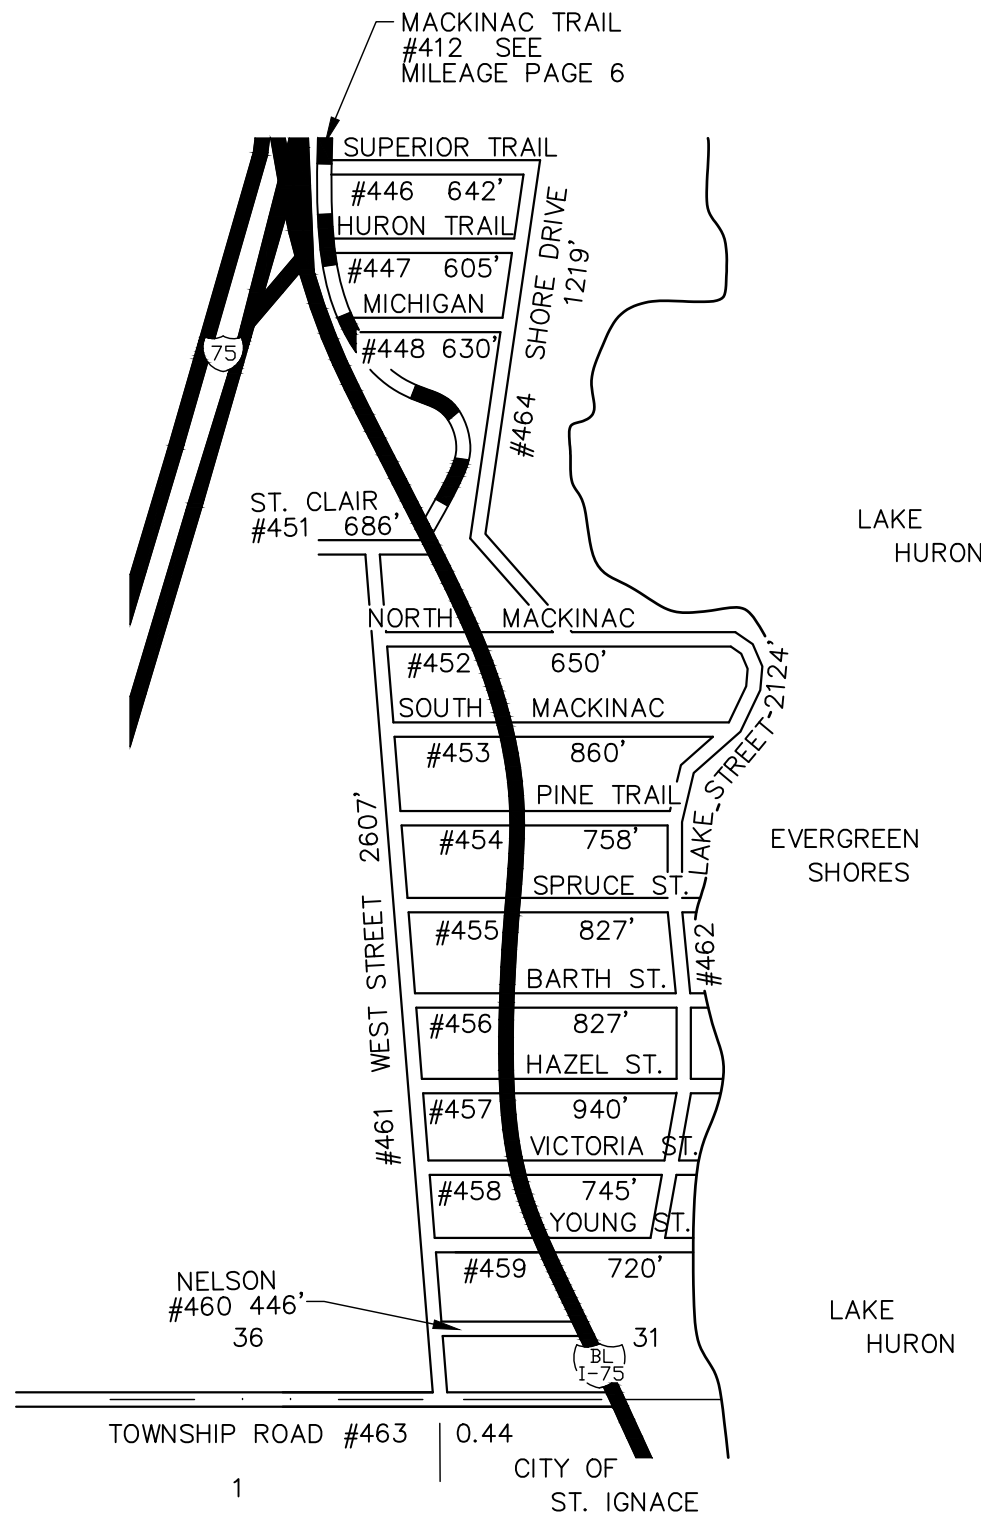 MACKINAC TRAIL
#412 SEE
MILEAGE PAGE 6
SUPERIOR TRAIL
#446 642'
HURON TRAIL
#447 605'
MICHIGAN
#448 630'
#464 SHORE DRIVE
1219'
75
ST. CLAIR
#451 686'
LAKE
HURON
NORTH MACKINAC
#452 650'
SOUTH MACKINAC
#453 860'
PINE TRAIL
#454 758'
SPRUCE ST.
#455 827'
BARTH ST.
#456 827'
HAZEL ST.
#457 940'
VICTORIA ST.
#458 745'
YOUNG ST.
#459 720'
#461 WEST STREET 2607'
#462 LAKE STREET-2124'
EVERGREEN
SHORES
NELSON
#460 446'
36
31
LAKE
HURON
BL
I-75
TOWNSHIP ROAD #463 0.44
1
CITY OF
ST. IGNACE